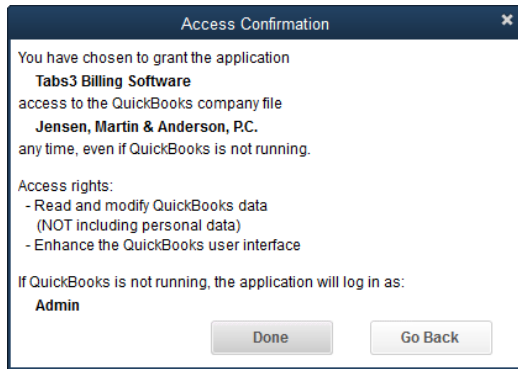 Access Confirmation
You have chosen to grant the application
Tabs3 Billing Software
access to the QuickBooks company file
Jensen, Martin & Anderson, P.C.
any time, even if QuickBooks is not running.
Access rights:
- Read and modify QuickBooks data
(NOT including personal data)
- Enhance the QuickBooks user interface
If QuickBooks is not running, the application will log in as:
Admin
Done Go Back